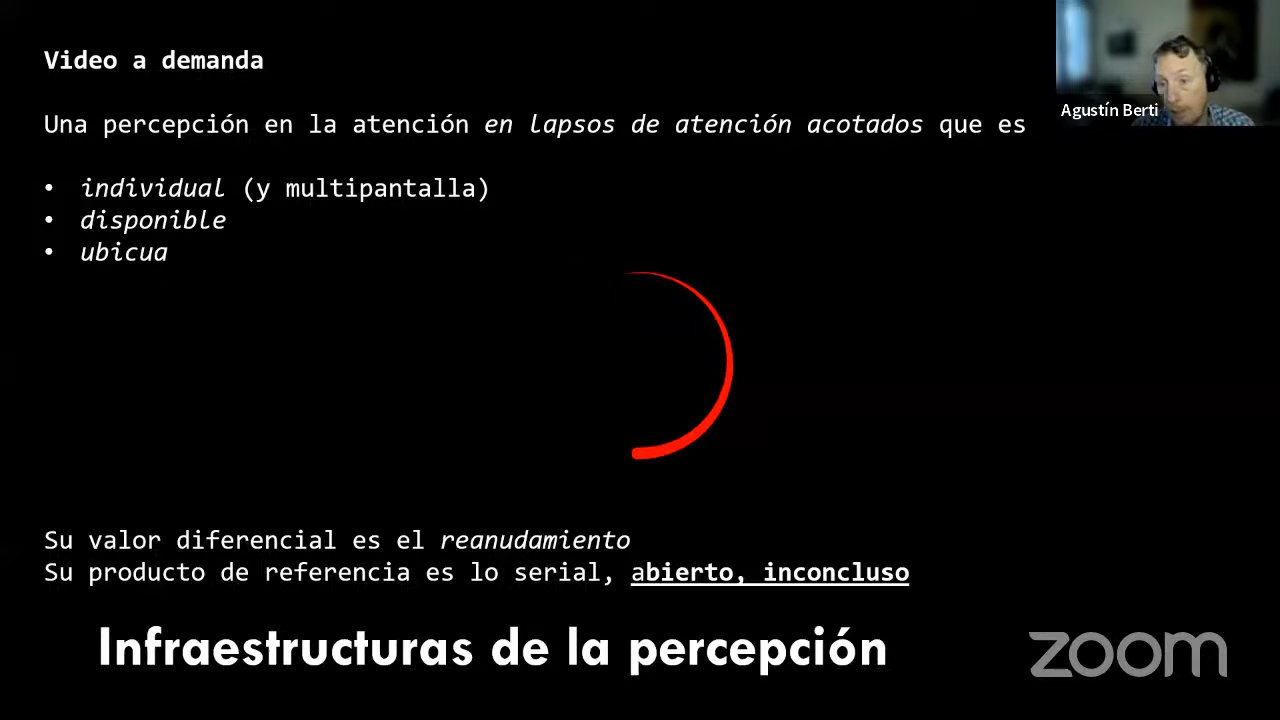 Video a demanda
Agustín Berti
Una percepción en la atención en lapsos de atención acotados que es
• individual (y multipantalla)
• disponible
• ubicua
Su valor diferencial es el reanudamiento
Su producto de referencia es lo serial, abierto, inconcluso
Infraestructuras de la percepción
zoom